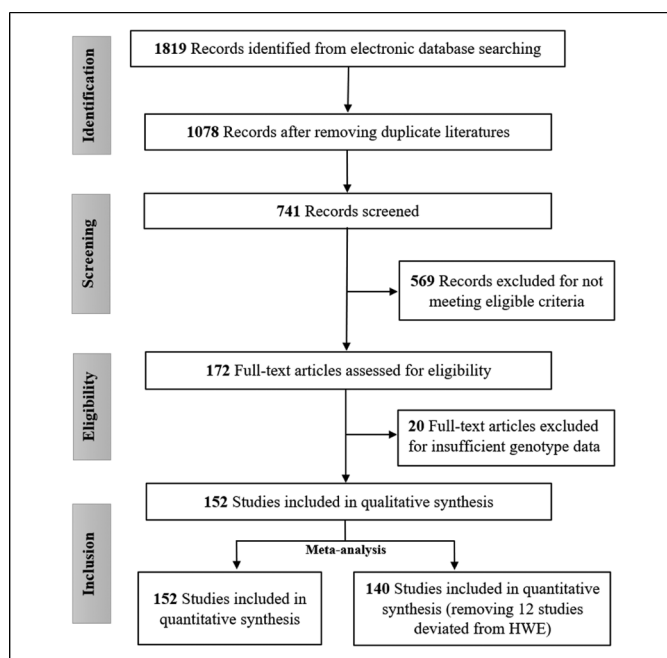 Identification
1819 Records identified from electronic database searching
1078 Records after removing duplicate literatures
Screening
741 Records screened
569 Records excluded for not
meeting eligible criteria
Eligibility
172 Full-text articles assessed for eligibility
20 Full-text articles excluded
for insufficient genotype data
Inclusion
152 Studies included in qualitative synthesis
Meta-analysis
152 Studies included in
quantitative synthesis
140 Studies included in quantitative
synthesis (removing 12 studies
deviated from HWE)